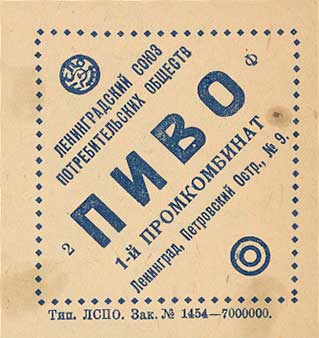 ЛЕНИНГРАДСКИЙ СОЮЗ
ПОТРЕБИТЕЛЬСКИХ ОБЩЕСТВ
Ф
ПИВО
2
1-й ПРОМКОМБИНАТ
Ленинград, Петровский Остр., № 9.
Тип. ЛСПО. Зак. № 1454—7000000.